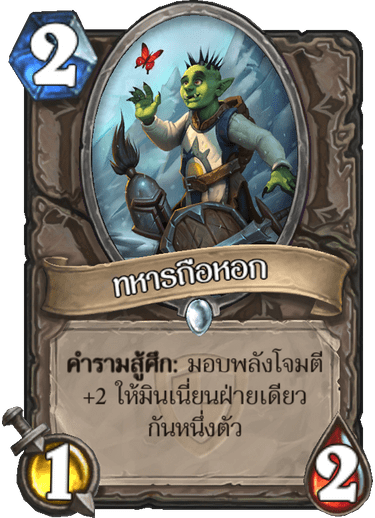 2
ทหารถือหอก
คำรามสู้ศึก: มอบพลังโจมตี
+2 ให้มินเนี่ยนฝ่ายเดียว
กันหนึ่งตัว
1
2